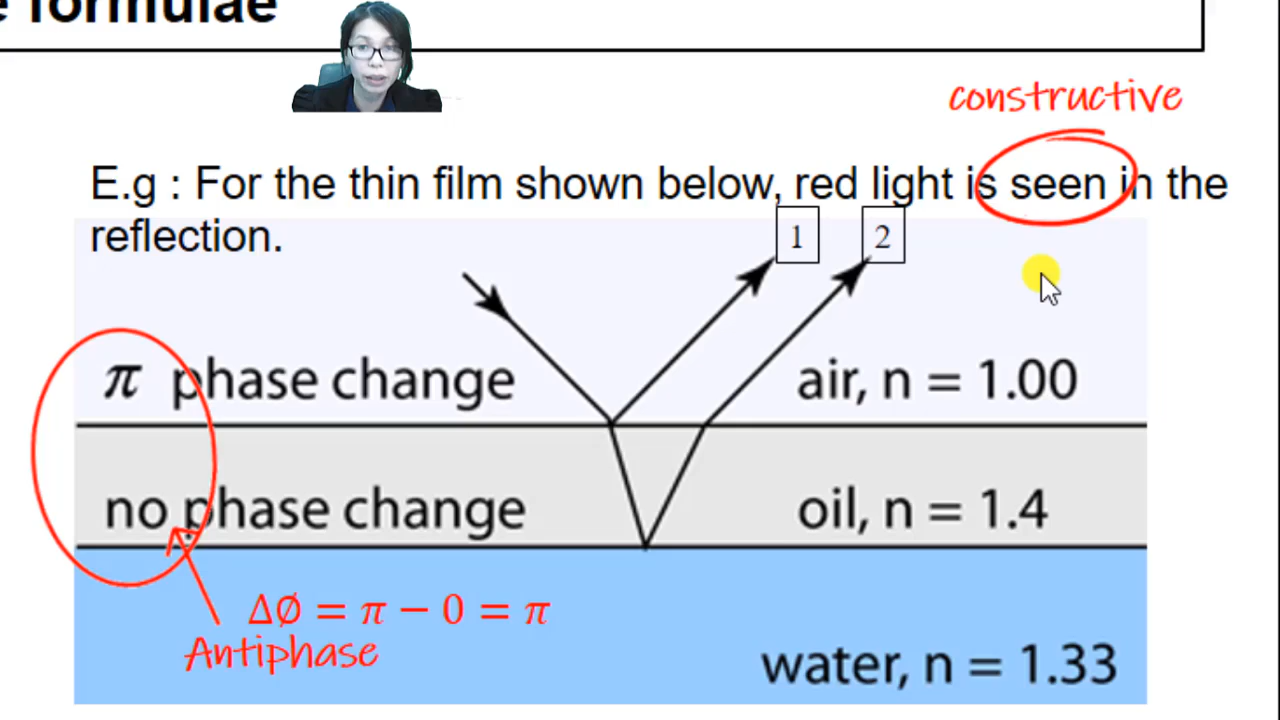 e formulae
constructive
E.g : For the thin film shown below, red light is seen in the
reflection.
1 2
π phase change air, n = 1.00
no phase change oil, n = 1.4
Δø = π − 0 = π
Antiphase
water, n = 1.33